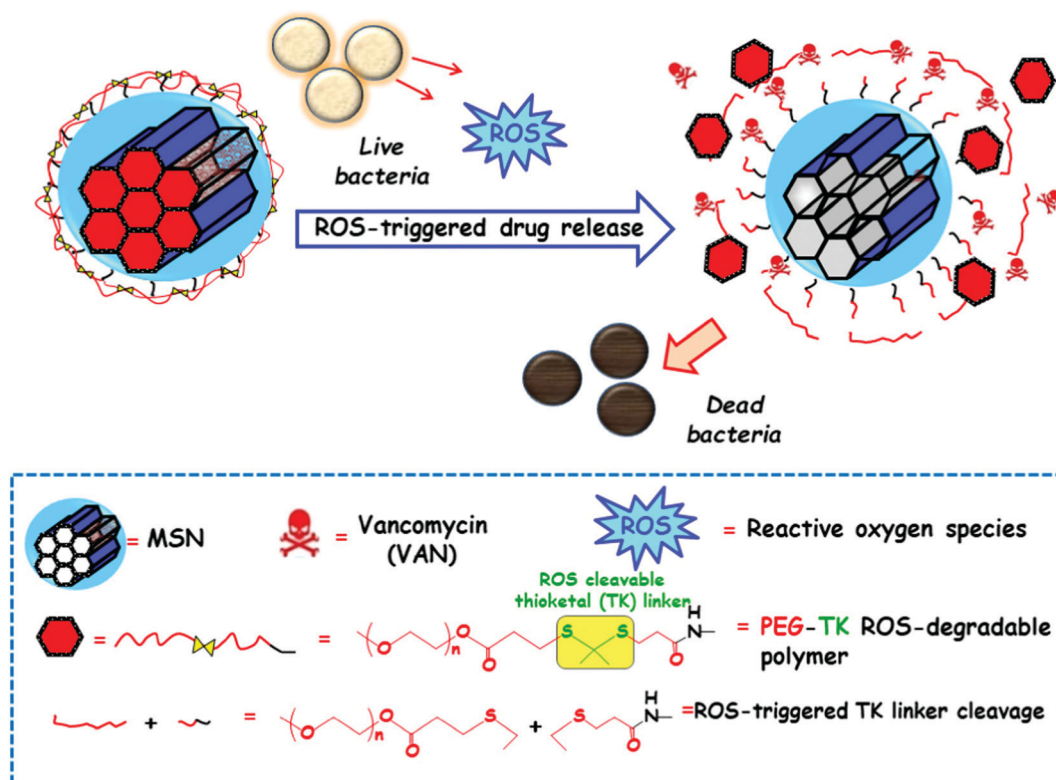 Live
bacteria
ROS
ROS-triggered drug release
Dead
bacteria
= MSN
= Vancomycin
(VAN)
ROS = Reactive oxygen species
ROS cleavable
thioketal (TK) linker
= = O n O O S S O H N = PEG-TK ROS-degradable
polymer
+ = O n O O S + S O H N =ROS-triggered TK linker cleavage